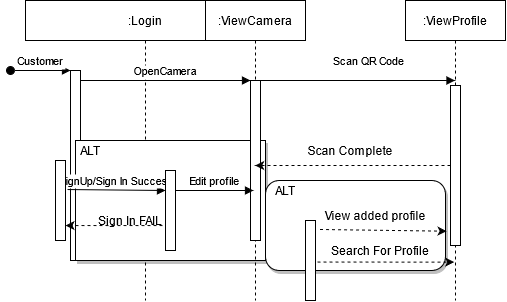 :Login
:ViewCamera
:ViewProfile
Customer
OpenCamera
Scan QR Code
ALT
Scan Complete
ignUp/Sign In Succes
Edit profile
ALT
Sign In FAIL
View added profile
Search For Profile